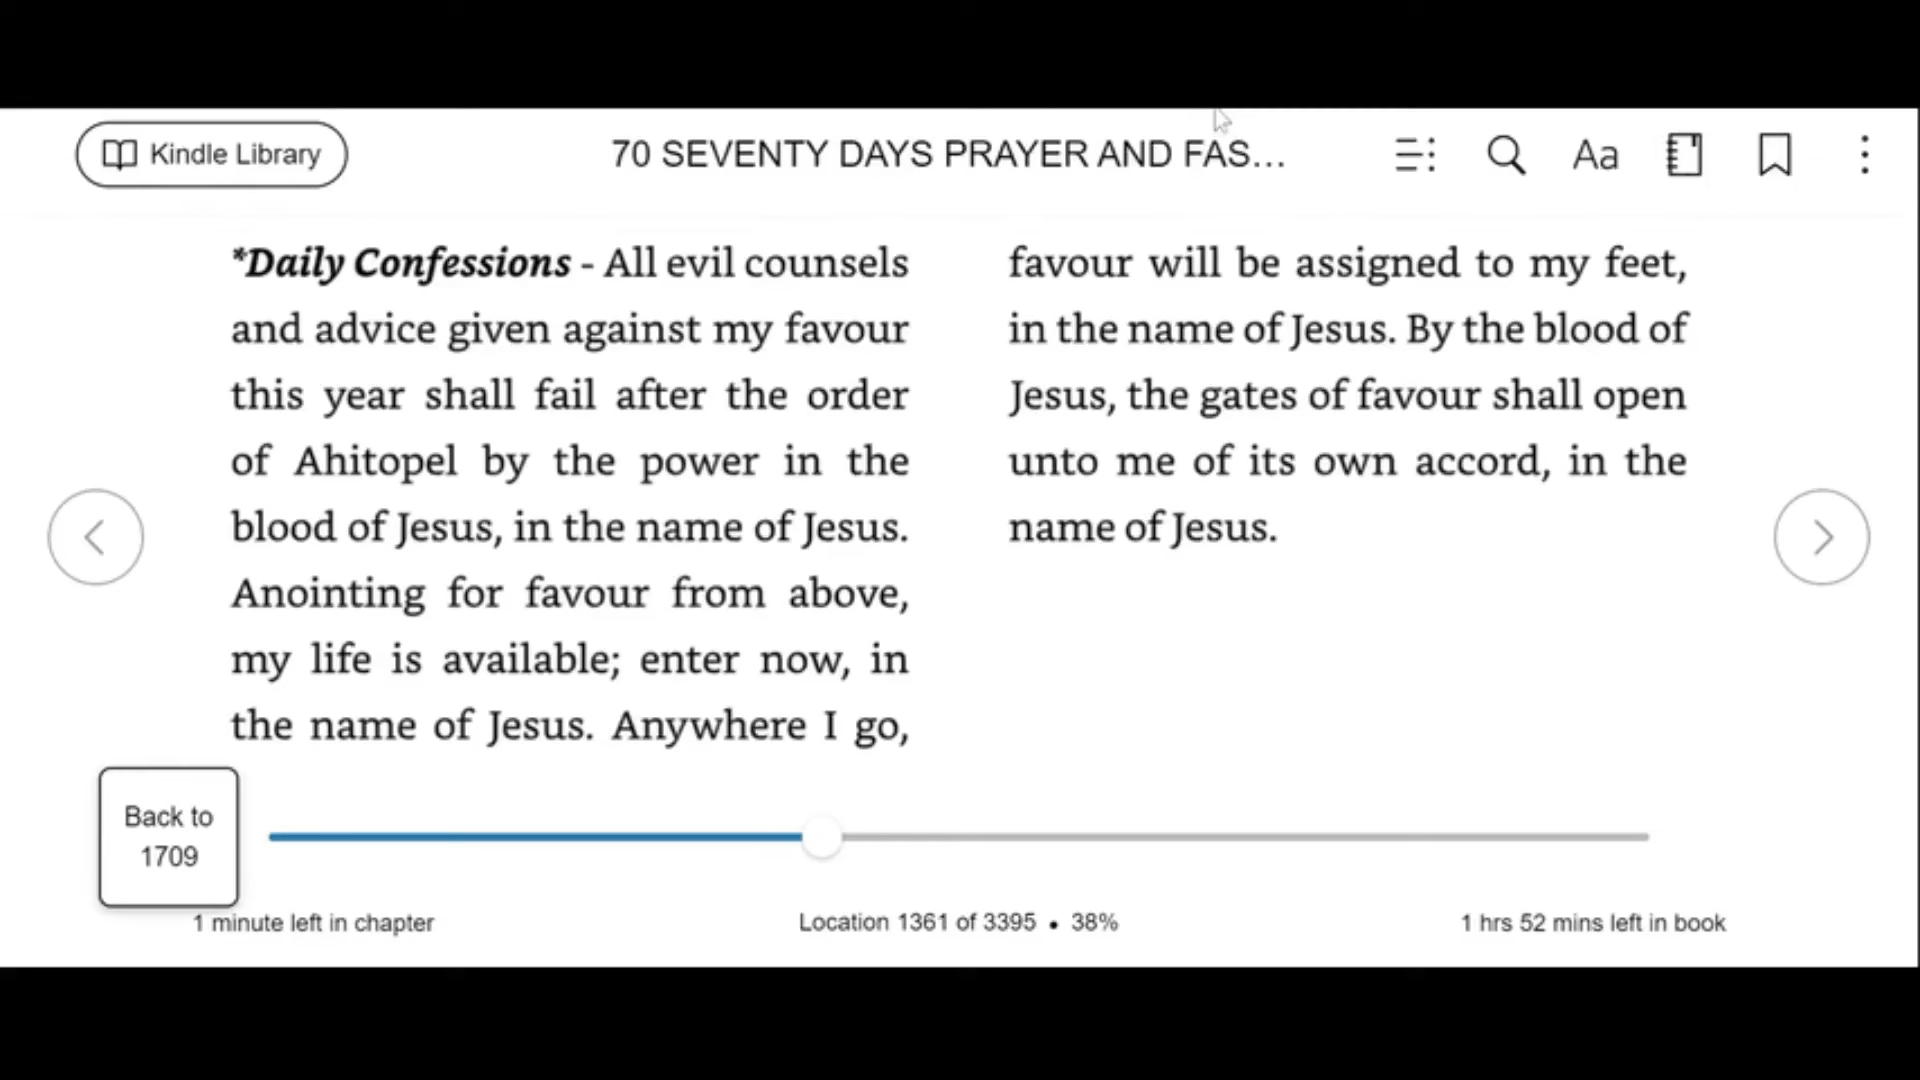 Kindle Library
70 SEVENTY DAYS PRAYER AND FAS...
Aa
*Daily Confessions - All evil counsels
and advice given against my favour
this year shall fail after the order
of Ahitopel by the power in the
blood of Jesus, in the name of Jesus.
Anointing for favour from above,
my life is available; enter now, in
the name of Jesus. Anywhere I go,
favour will be assigned to my feet,
in the name of Jesus. By the blood of
Jesus, the gates of favour shall open
unto me of its own accord, in the
name of Jesus.
Back to
1709
1 minute left in chapter
Location 1361 of 3395 • 38%
1 hrs 52 mins left in book